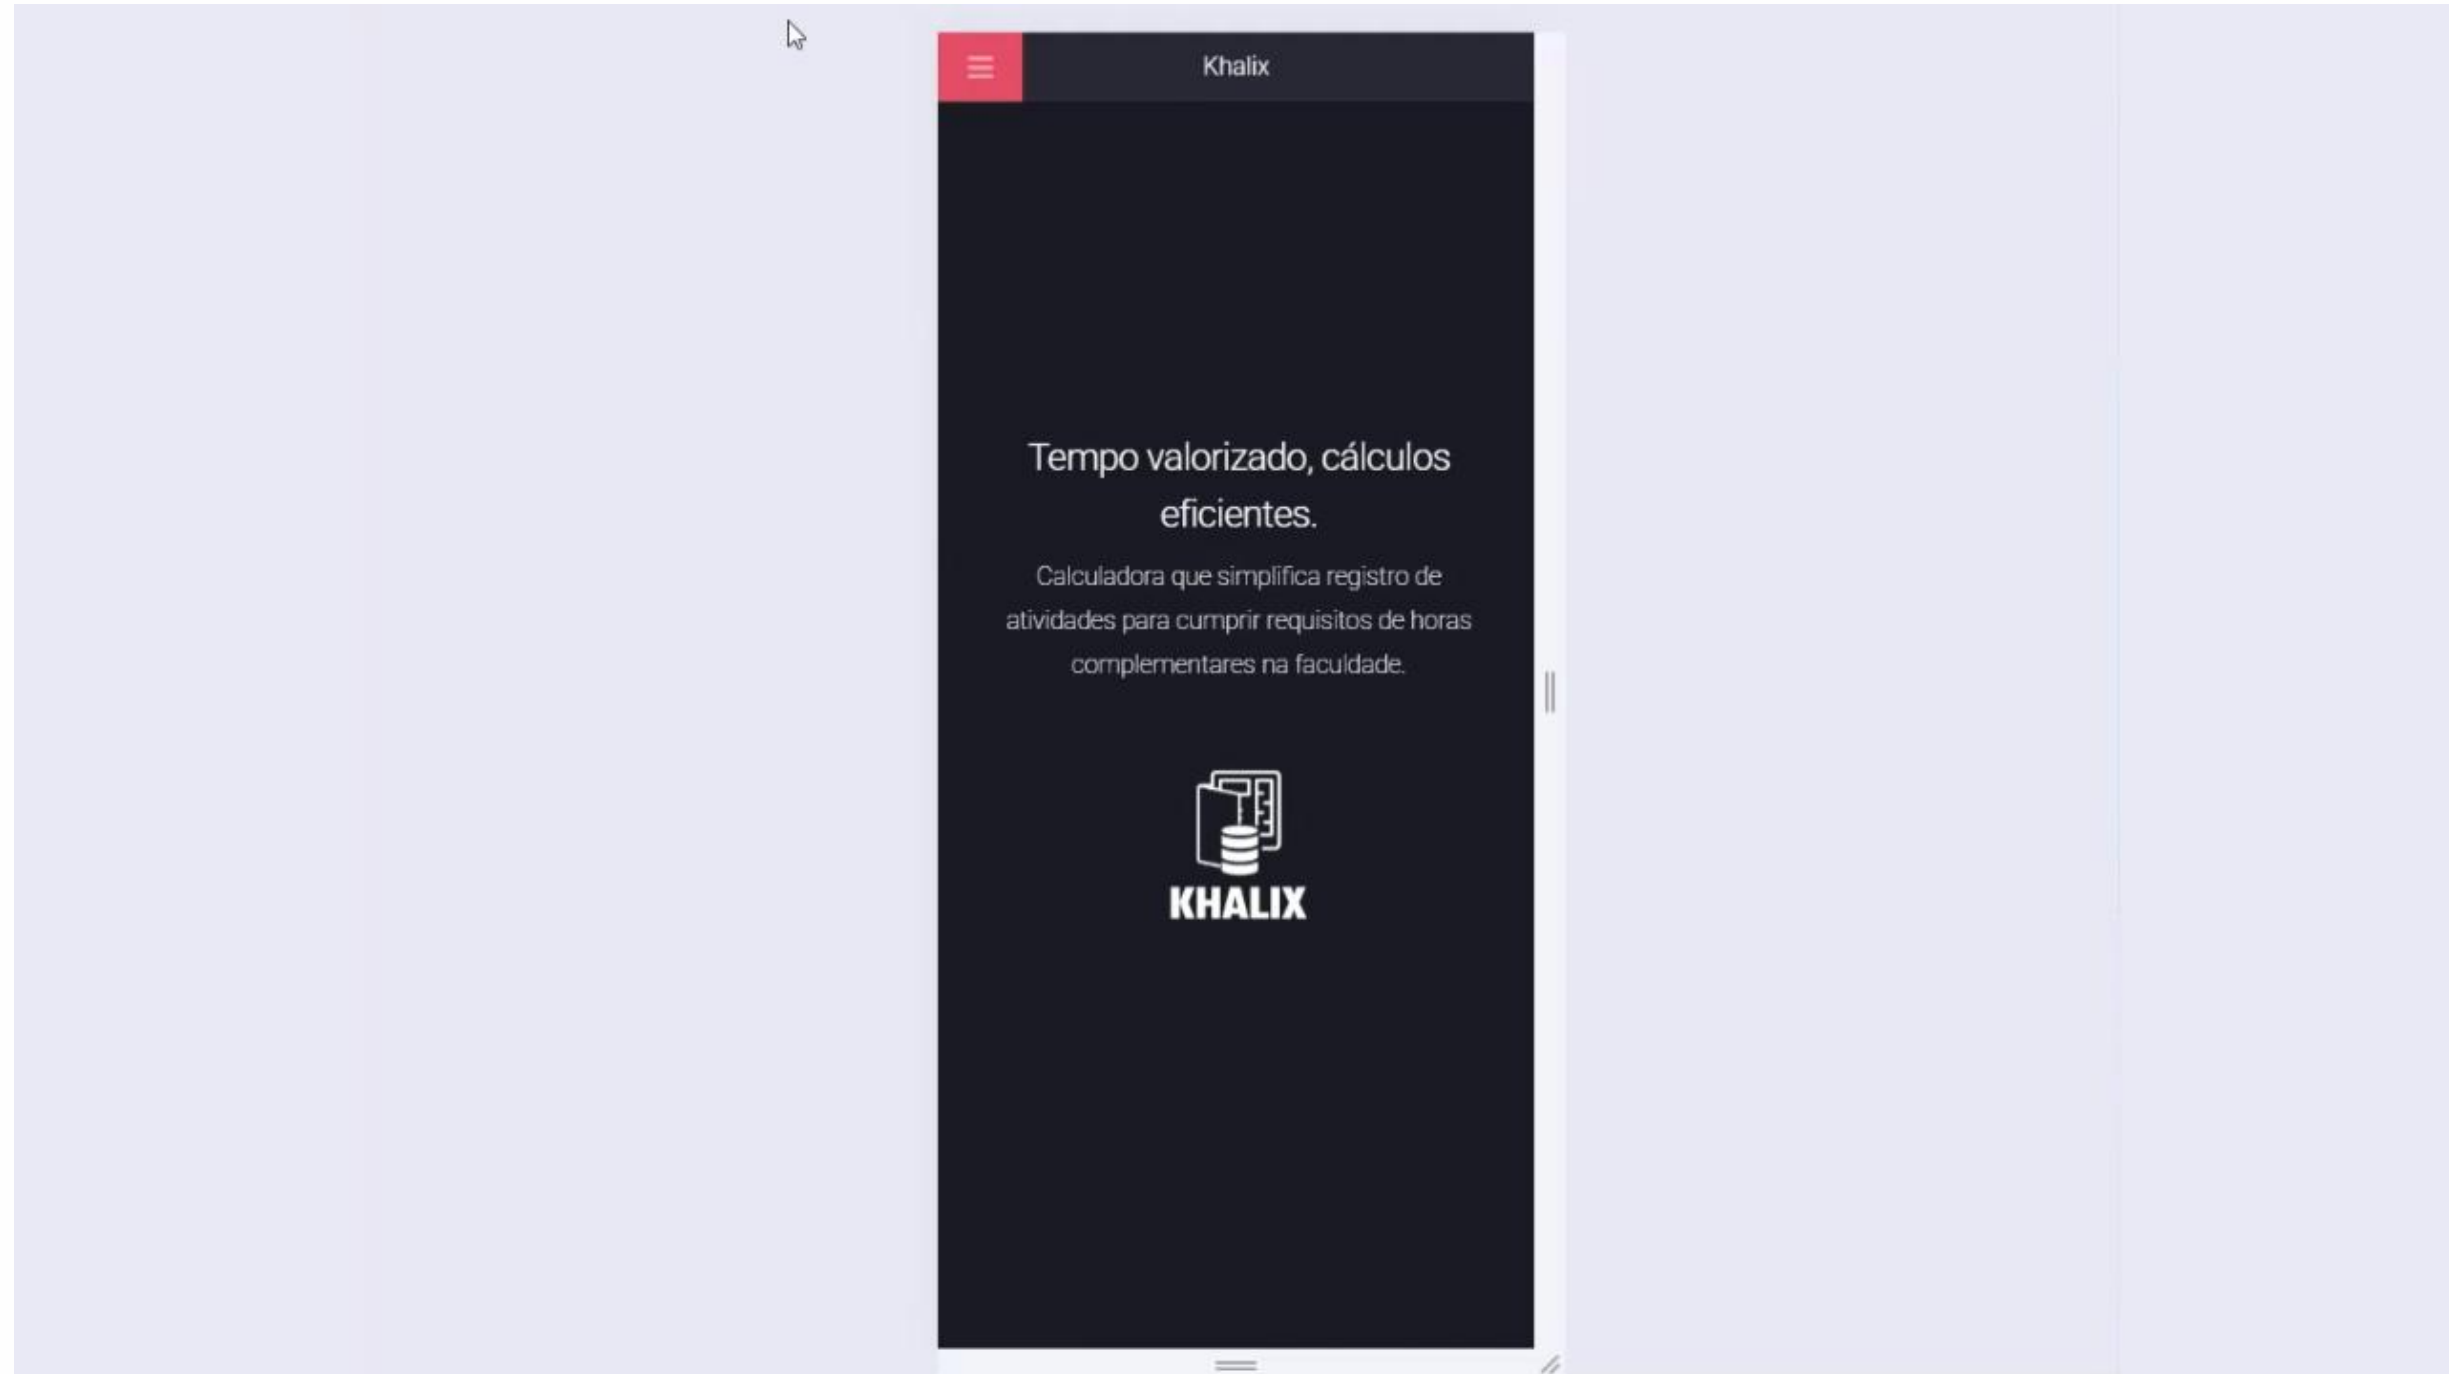 Khalix
Tempo valorizado, cálculos
eficientes.
Calculadora que simplifica registro de
atividades para cumprir requisitos de horas
complementares na faculdade.
KHALIX